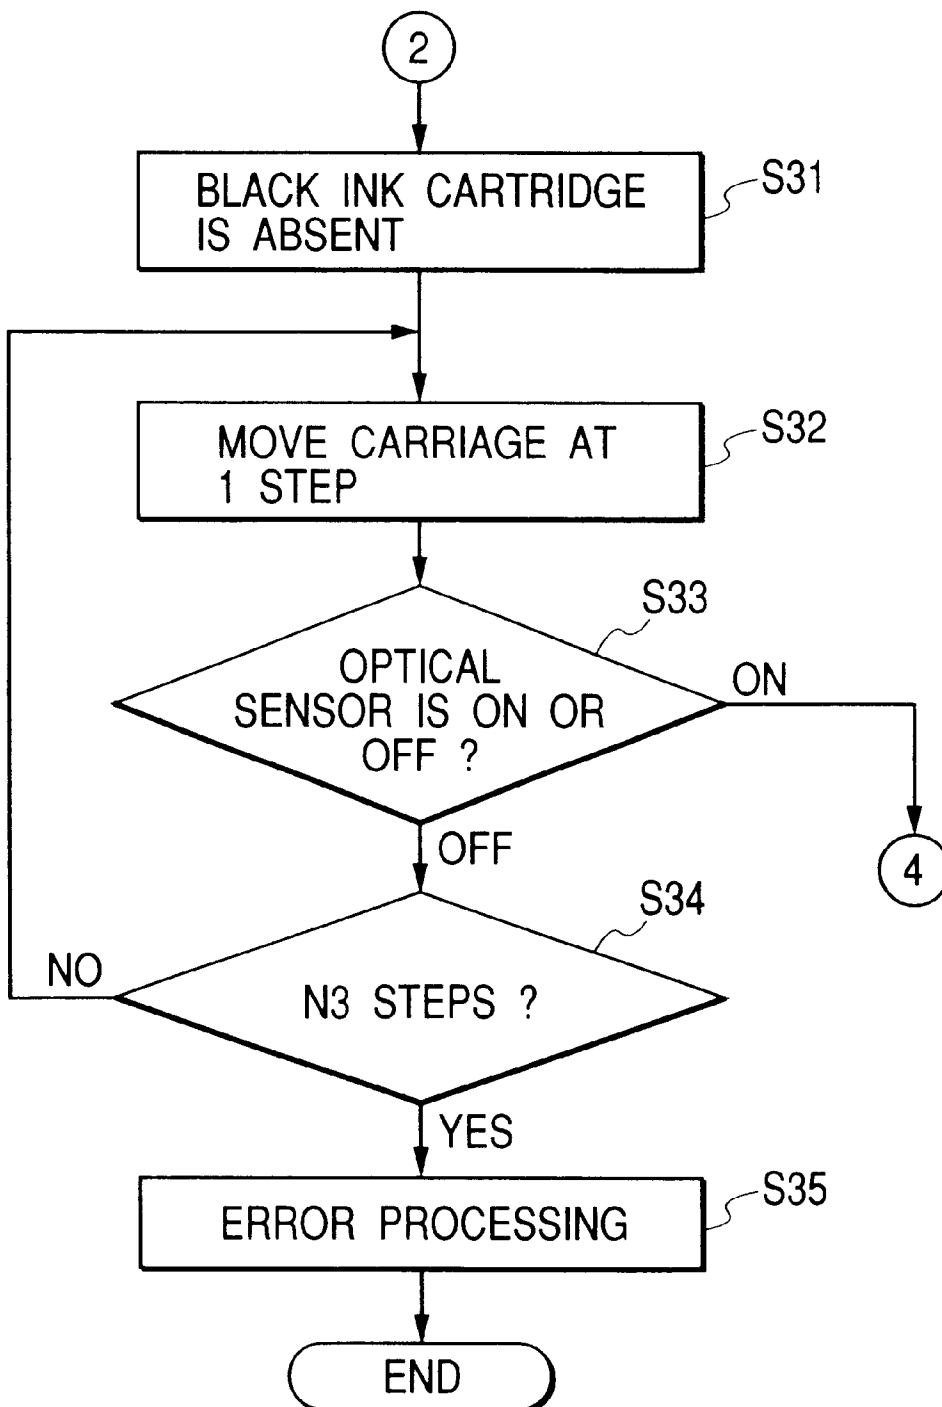 2
BLACK INK CARTRIDGE
IS ABSENT
S31
MOVE CARRIAGE AT
1 STEP
S32
S33
OPTICAL
SENSOR IS ON OR
OFF ?
ON
OFF
4
S34
NO
N3 STEPS ?
YES
S35
ERROR PROCESSING
END